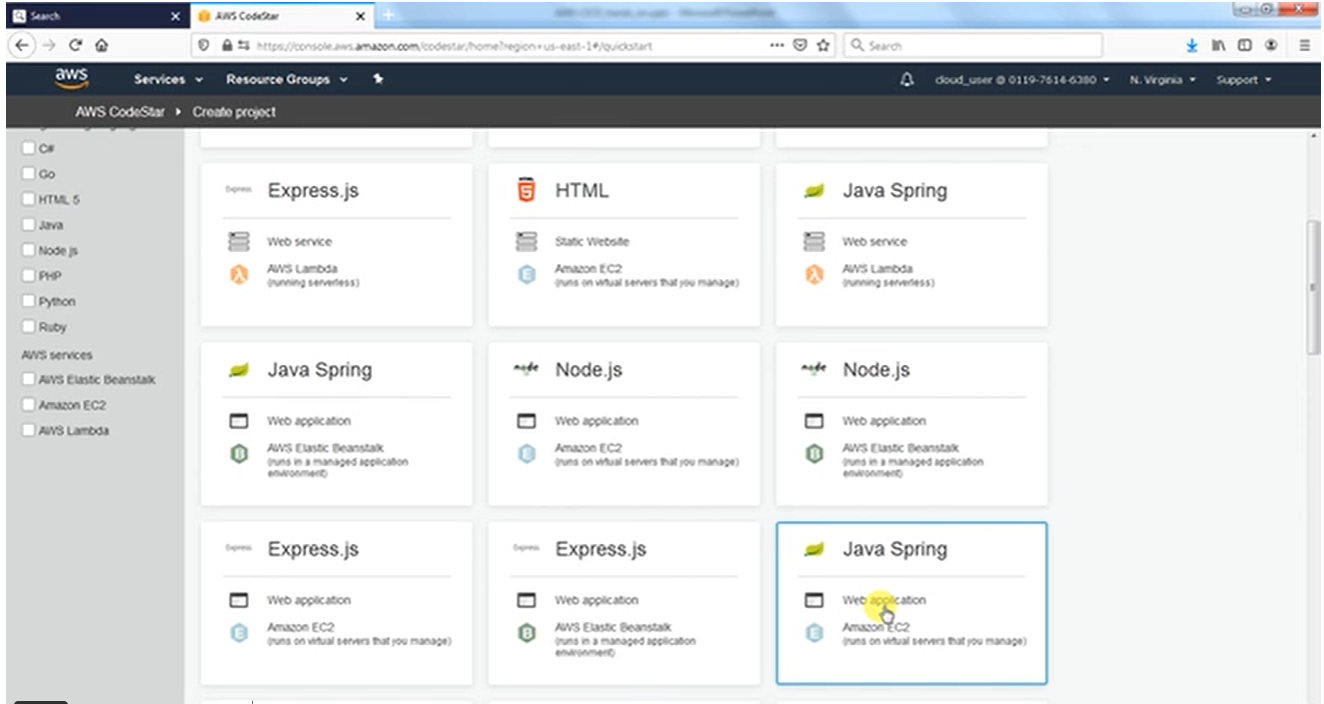 Search
AWS CodeStar
https://console.aws.amazon.com/codestar/home?region=us-east-1#/quickstart
Search
aws
Services
Resource Groups
cloud_user @ 0119-7614-6380
N. Virginia
Support
AWS CodeStar
Create project
C#
Go
HTML 5
Java
Node.js
PHP
Python
Ruby
AWS services
AWS Elastic Beanstalk
Amazon EC2
AWS Lambda
Express
Express.js
Web service
AWS Lambda
(running serverless)
HTML
Static Website
Amazon EC2
(runs on virtual servers that you manage)
Java Spring
Web service
AWS Lambda
(running serverless)
Java Spring
Web application
AWS Elastic Beanstalk
(runs in a managed application
environment)
node
Node.js
Web application
Amazon EC2
(runs on virtual servers that you manage)
node
Node.js
Web application
AWS Elastic Beanstalk
(runs in a managed application
environment)
Express
Express.js
Web application
Amazon EC2
(runs on virtual servers that you manage)
Express
Express.js
Web application
AWS Elastic Beanstalk
(runs in a managed application
environment)
Java Spring
Web application
Amazon EC2
(runs on virtual servers that you manage)